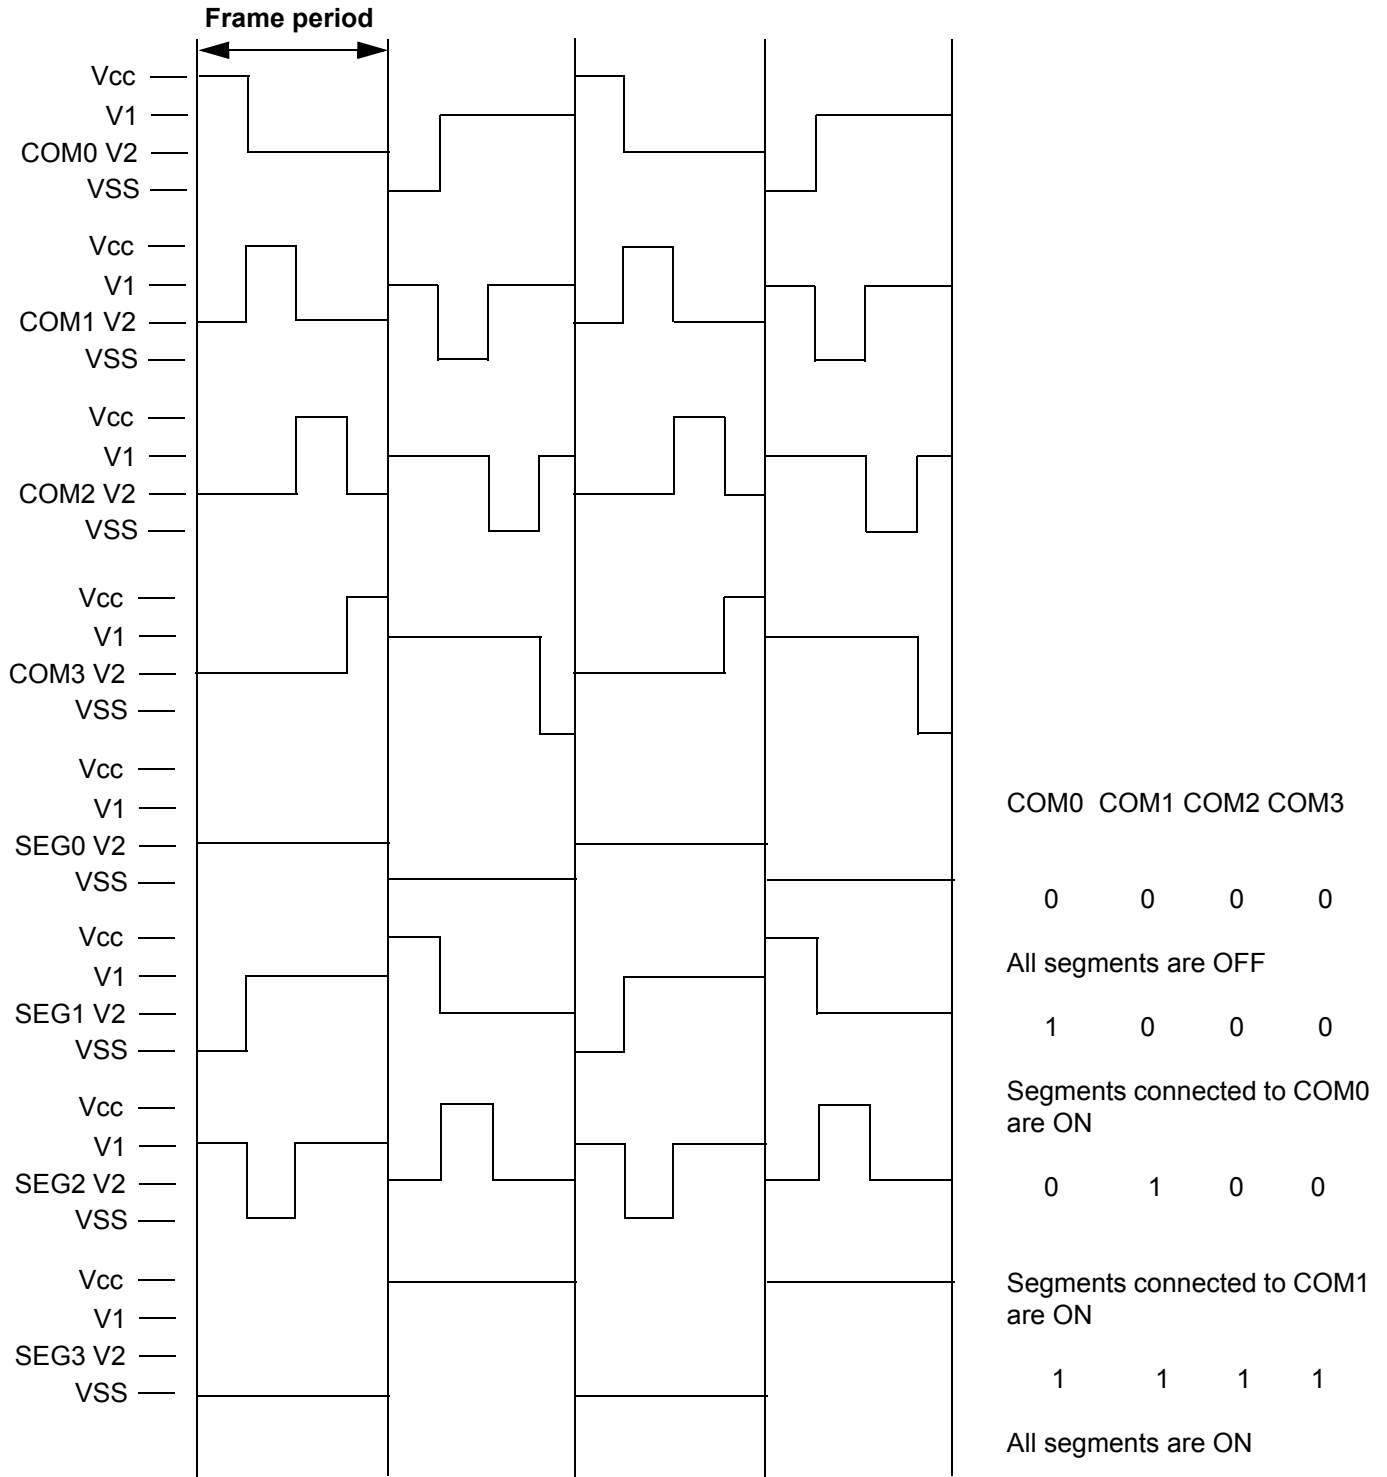 Frame period
Vcc
V1
COM0 V2
VSS
Vcc
V1
COM1 V2
VSS
Vcc
V1
COM2 V2
VSS
Vcc
V1
COM3 V2
VSS
Vcc
V1
SEG0 V2
VSS
Vcc
V1
SEG1 V2
VSS
Vcc
V1
SEG2 V2
VSS
Vcc
V1
SEG3 V2
VSS
COM0 COM1 COM2 COM3
0 0 0 0
All segments are OFF
1 0 0 0
Segments connected to COM0
are ON
0 1 0 0
Segments connected to COM1
are ON
1 1 1 1
All segments are ON